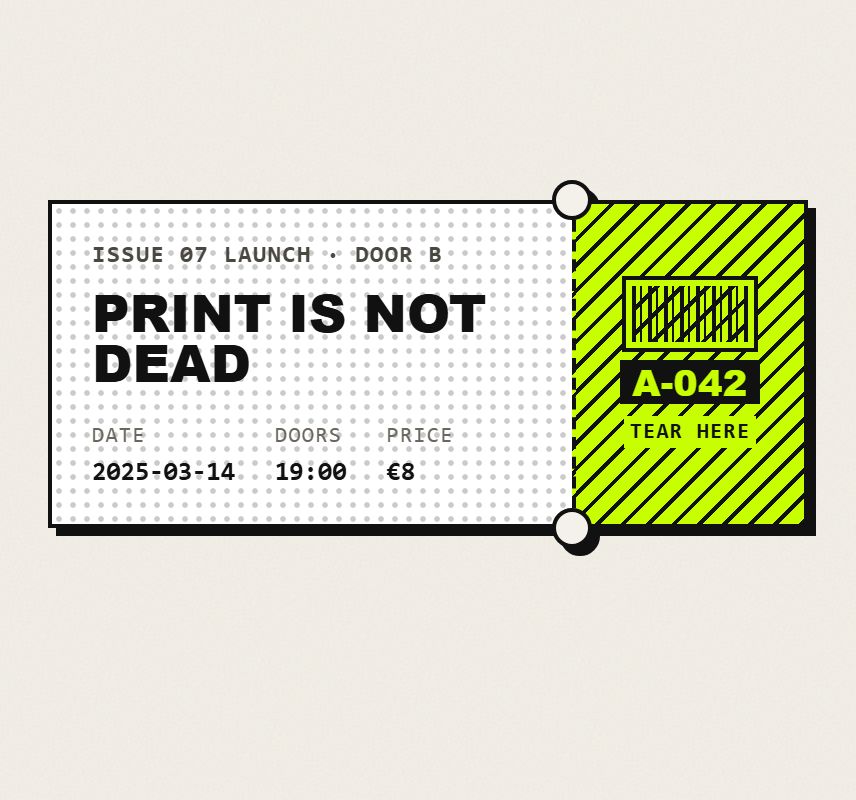 ISSUE 07 LAUNCH · DOOR B
PRINT IS NOT
DEAD
DATE DOORS PRICE
2025-03-14 19:00 €8
A-042
TEAR HERE